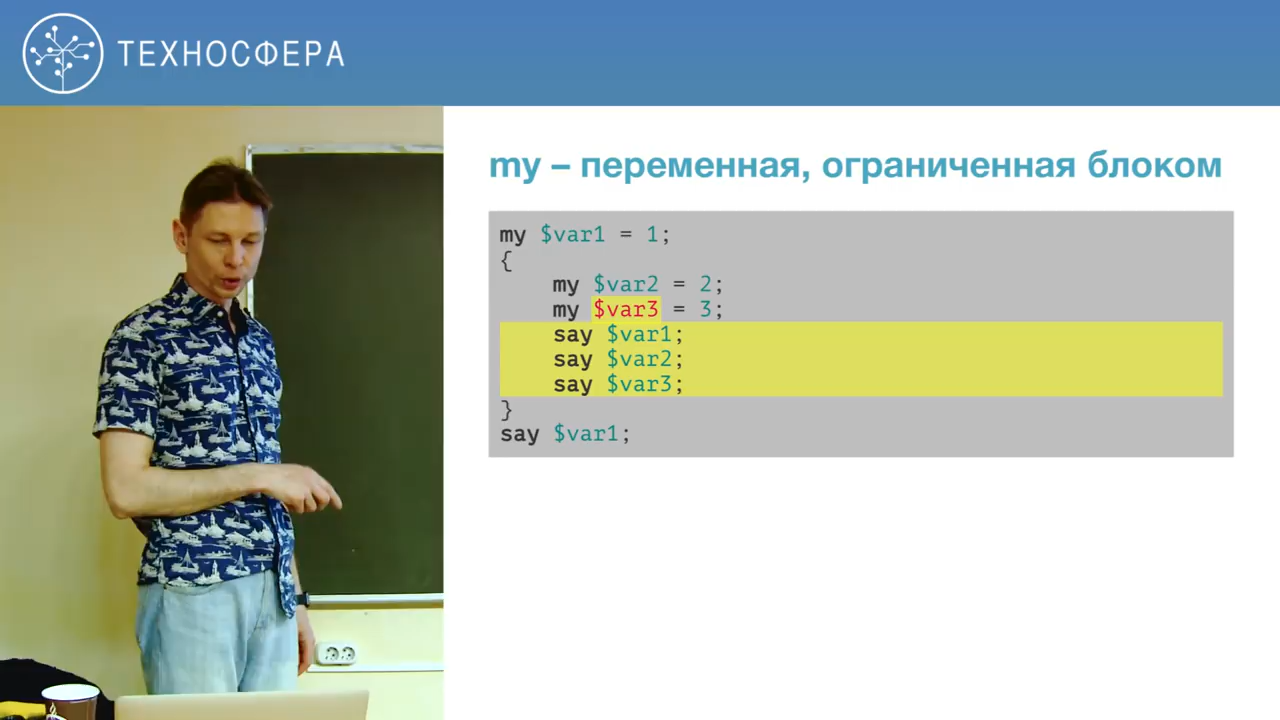 ТЕХНОСФЕРА
my – переменная, ограниченная блоком
my $var1 = 1;
{
    my $var2 = 2;
    my $var3 = 3;
    say $var1;
    say $var2;
    say $var3;
}
say $var1;